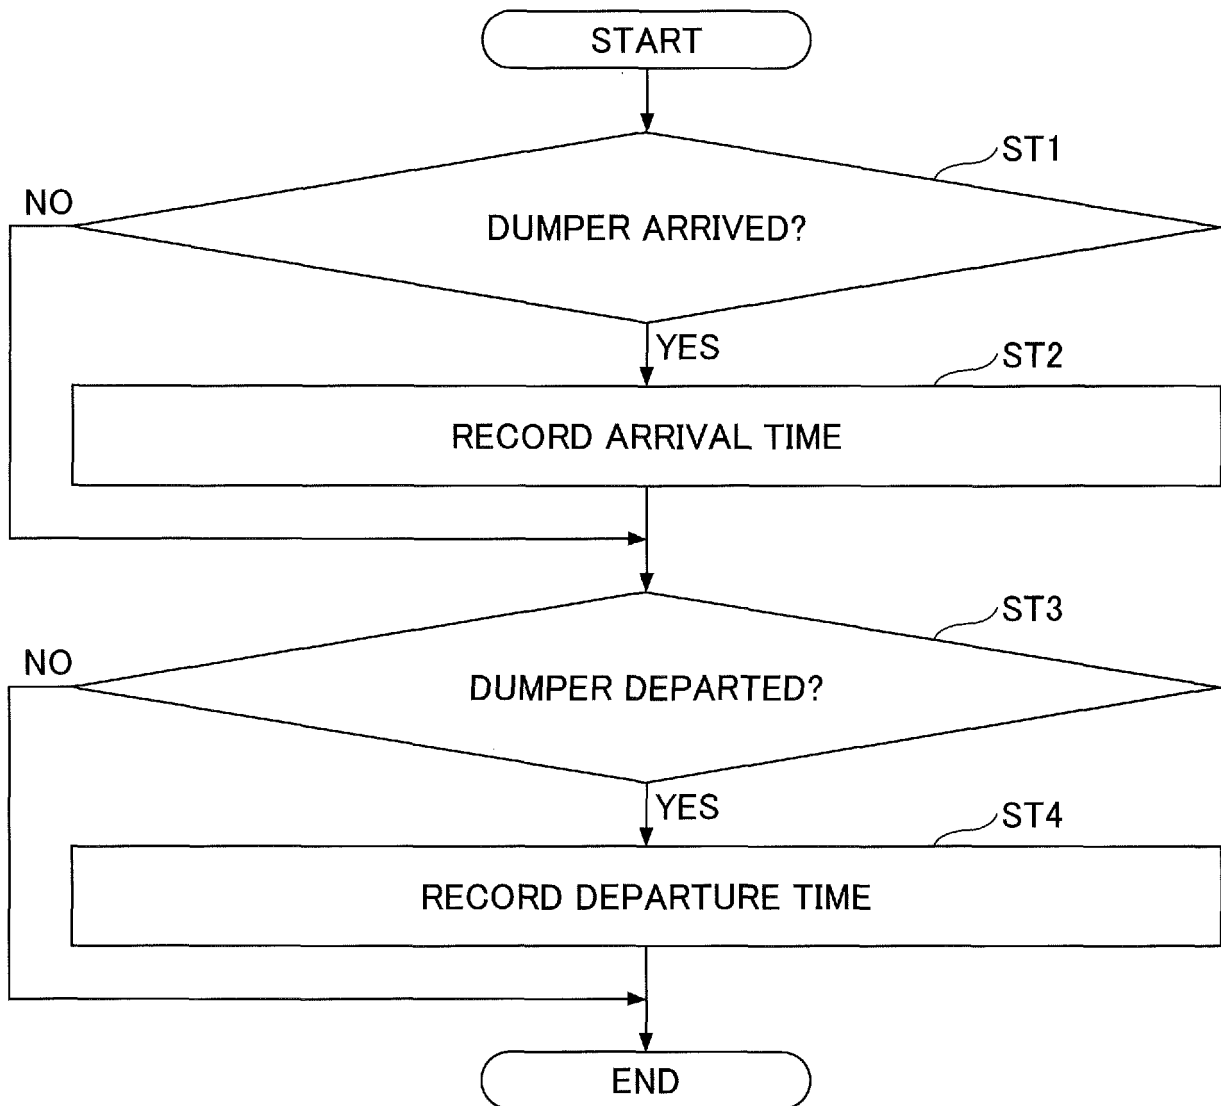 START
ST1
NO
DUMPER ARRIVED?
YES
ST2
RECORD ARRIVAL TIME
ST3
NO
DUMPER DEPARTED?
YES
ST4
RECORD DEPARTURE TIME
END